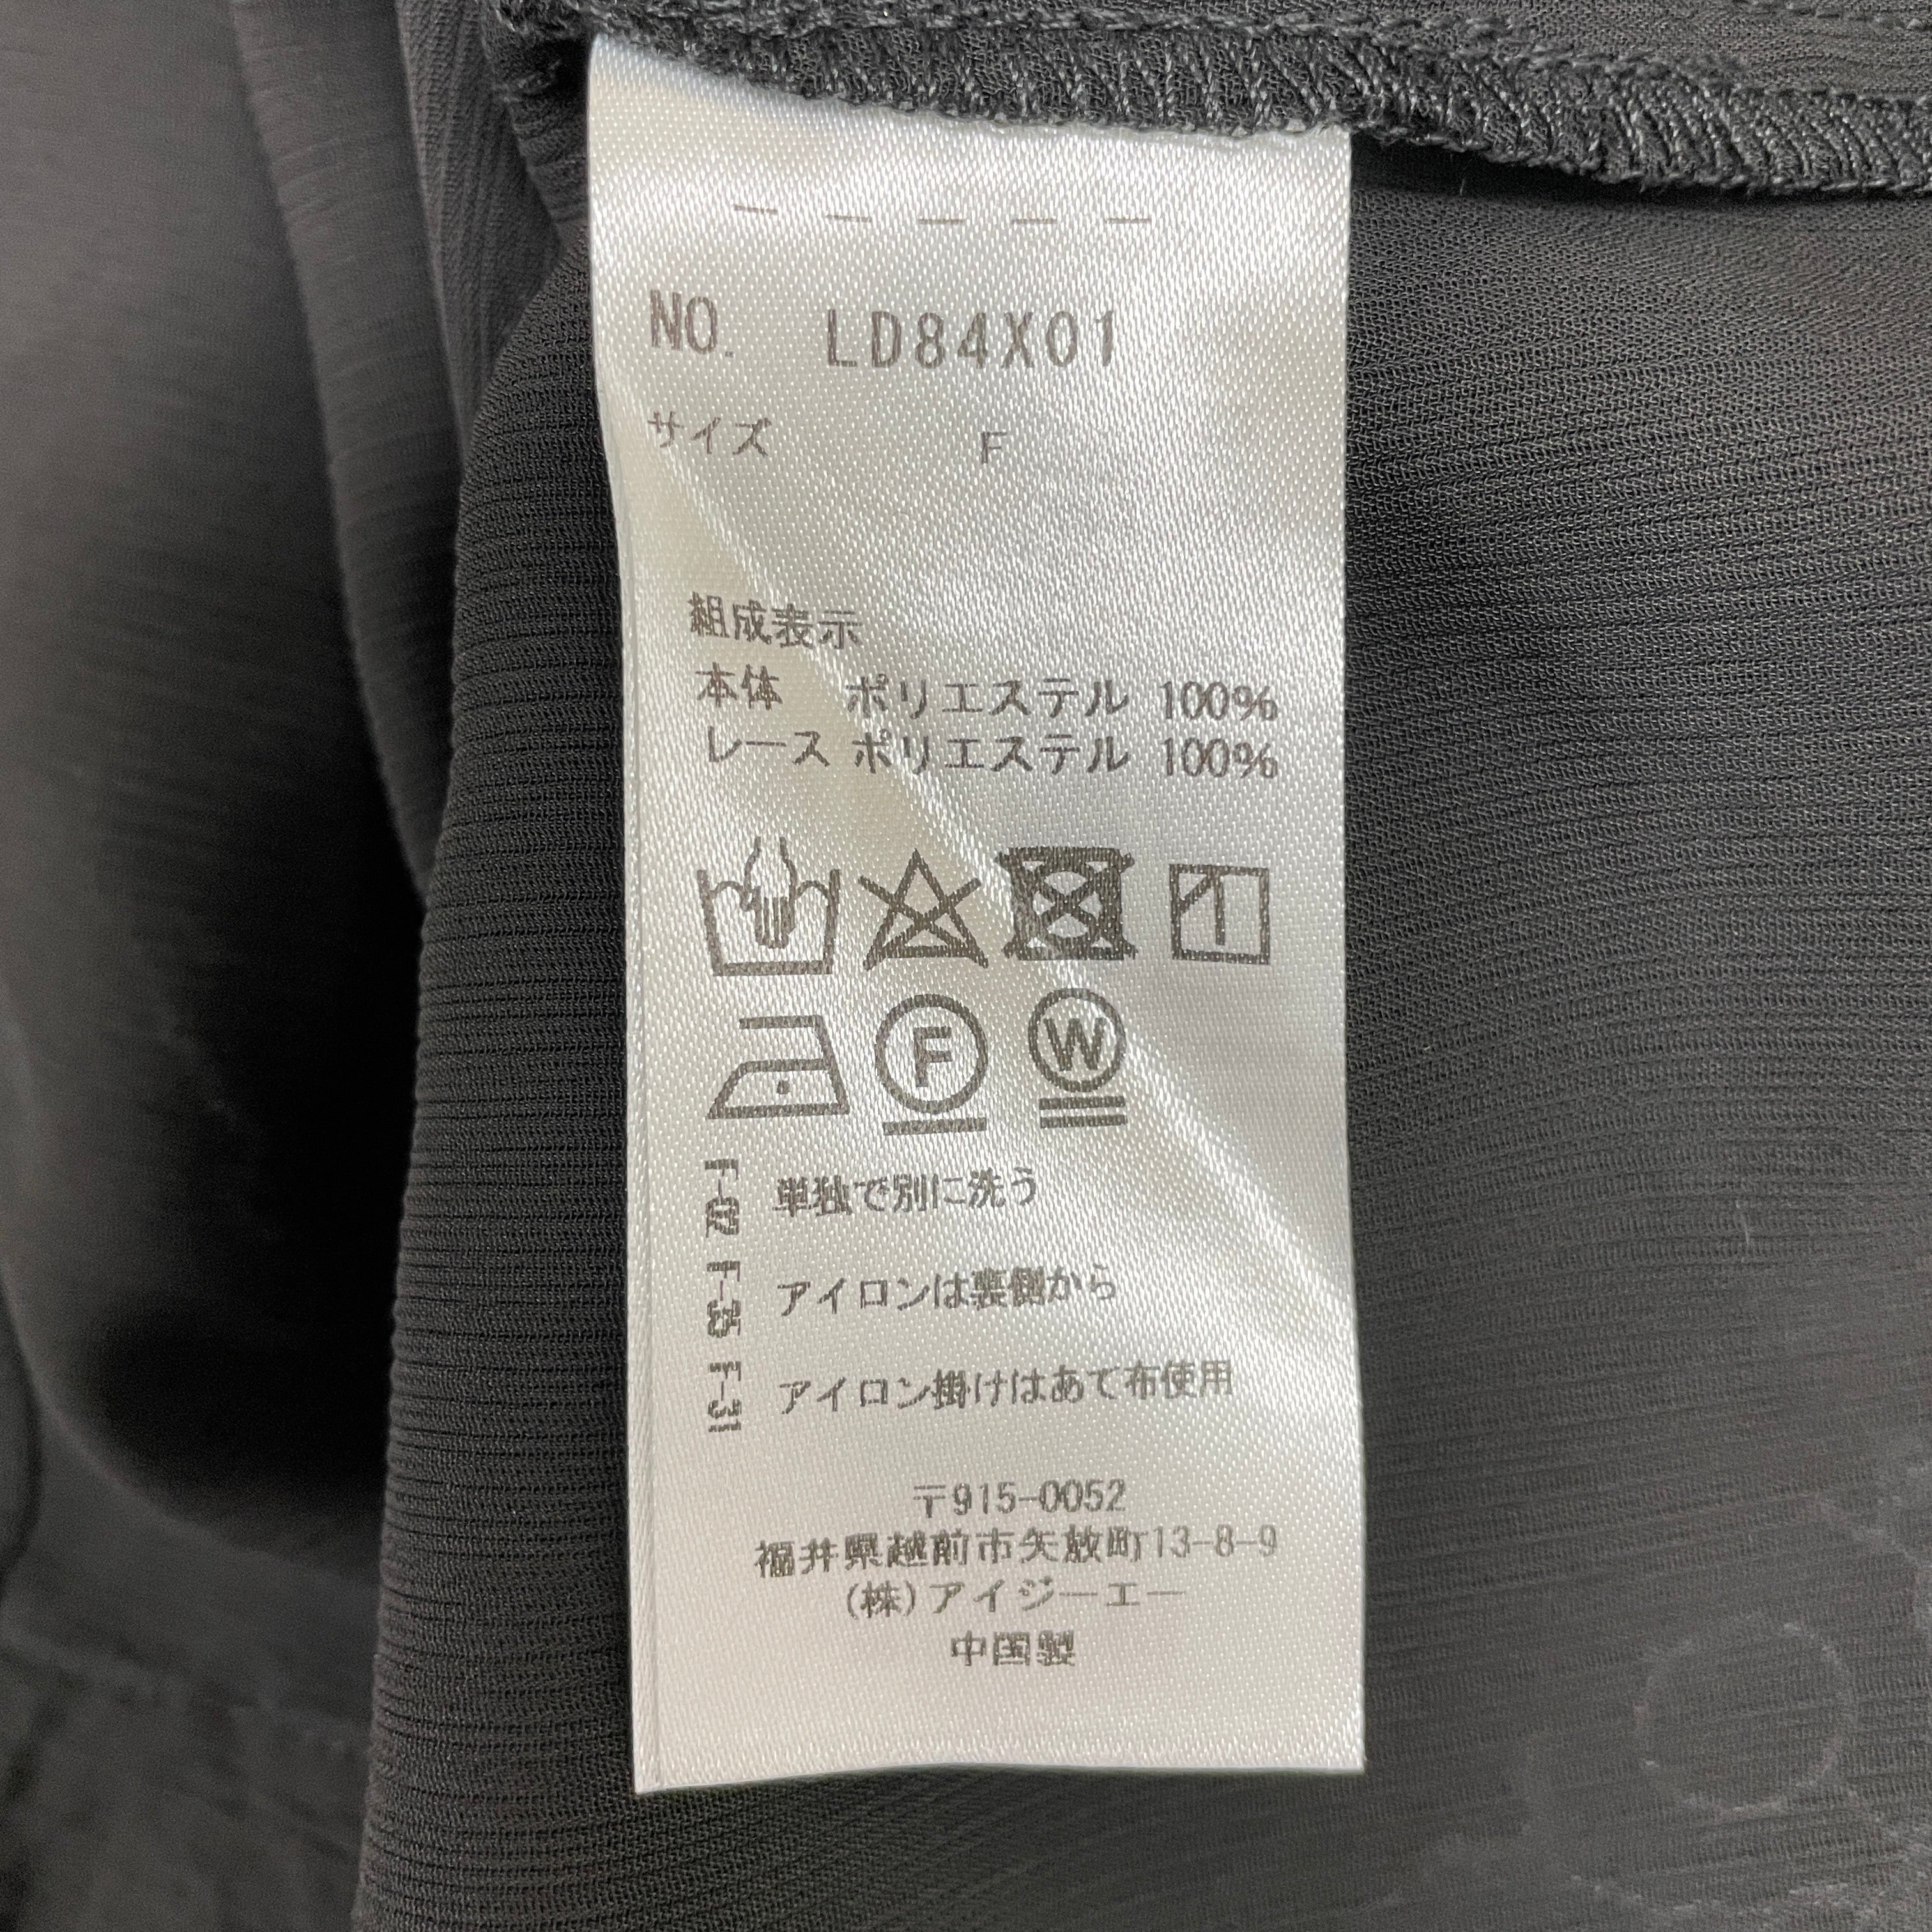 NO. LD84X01
サイズ F
組成表示
本体 ポリエステル 100%
レース ポリエステル 100%
F W
F-02 単独で別に洗う
F-35 アイロンは裏側から
F-31 アイロン掛けはあて布使用
〒915-0052
福井県越前市矢放町13-8-9
(株)アイジーエー
中国製